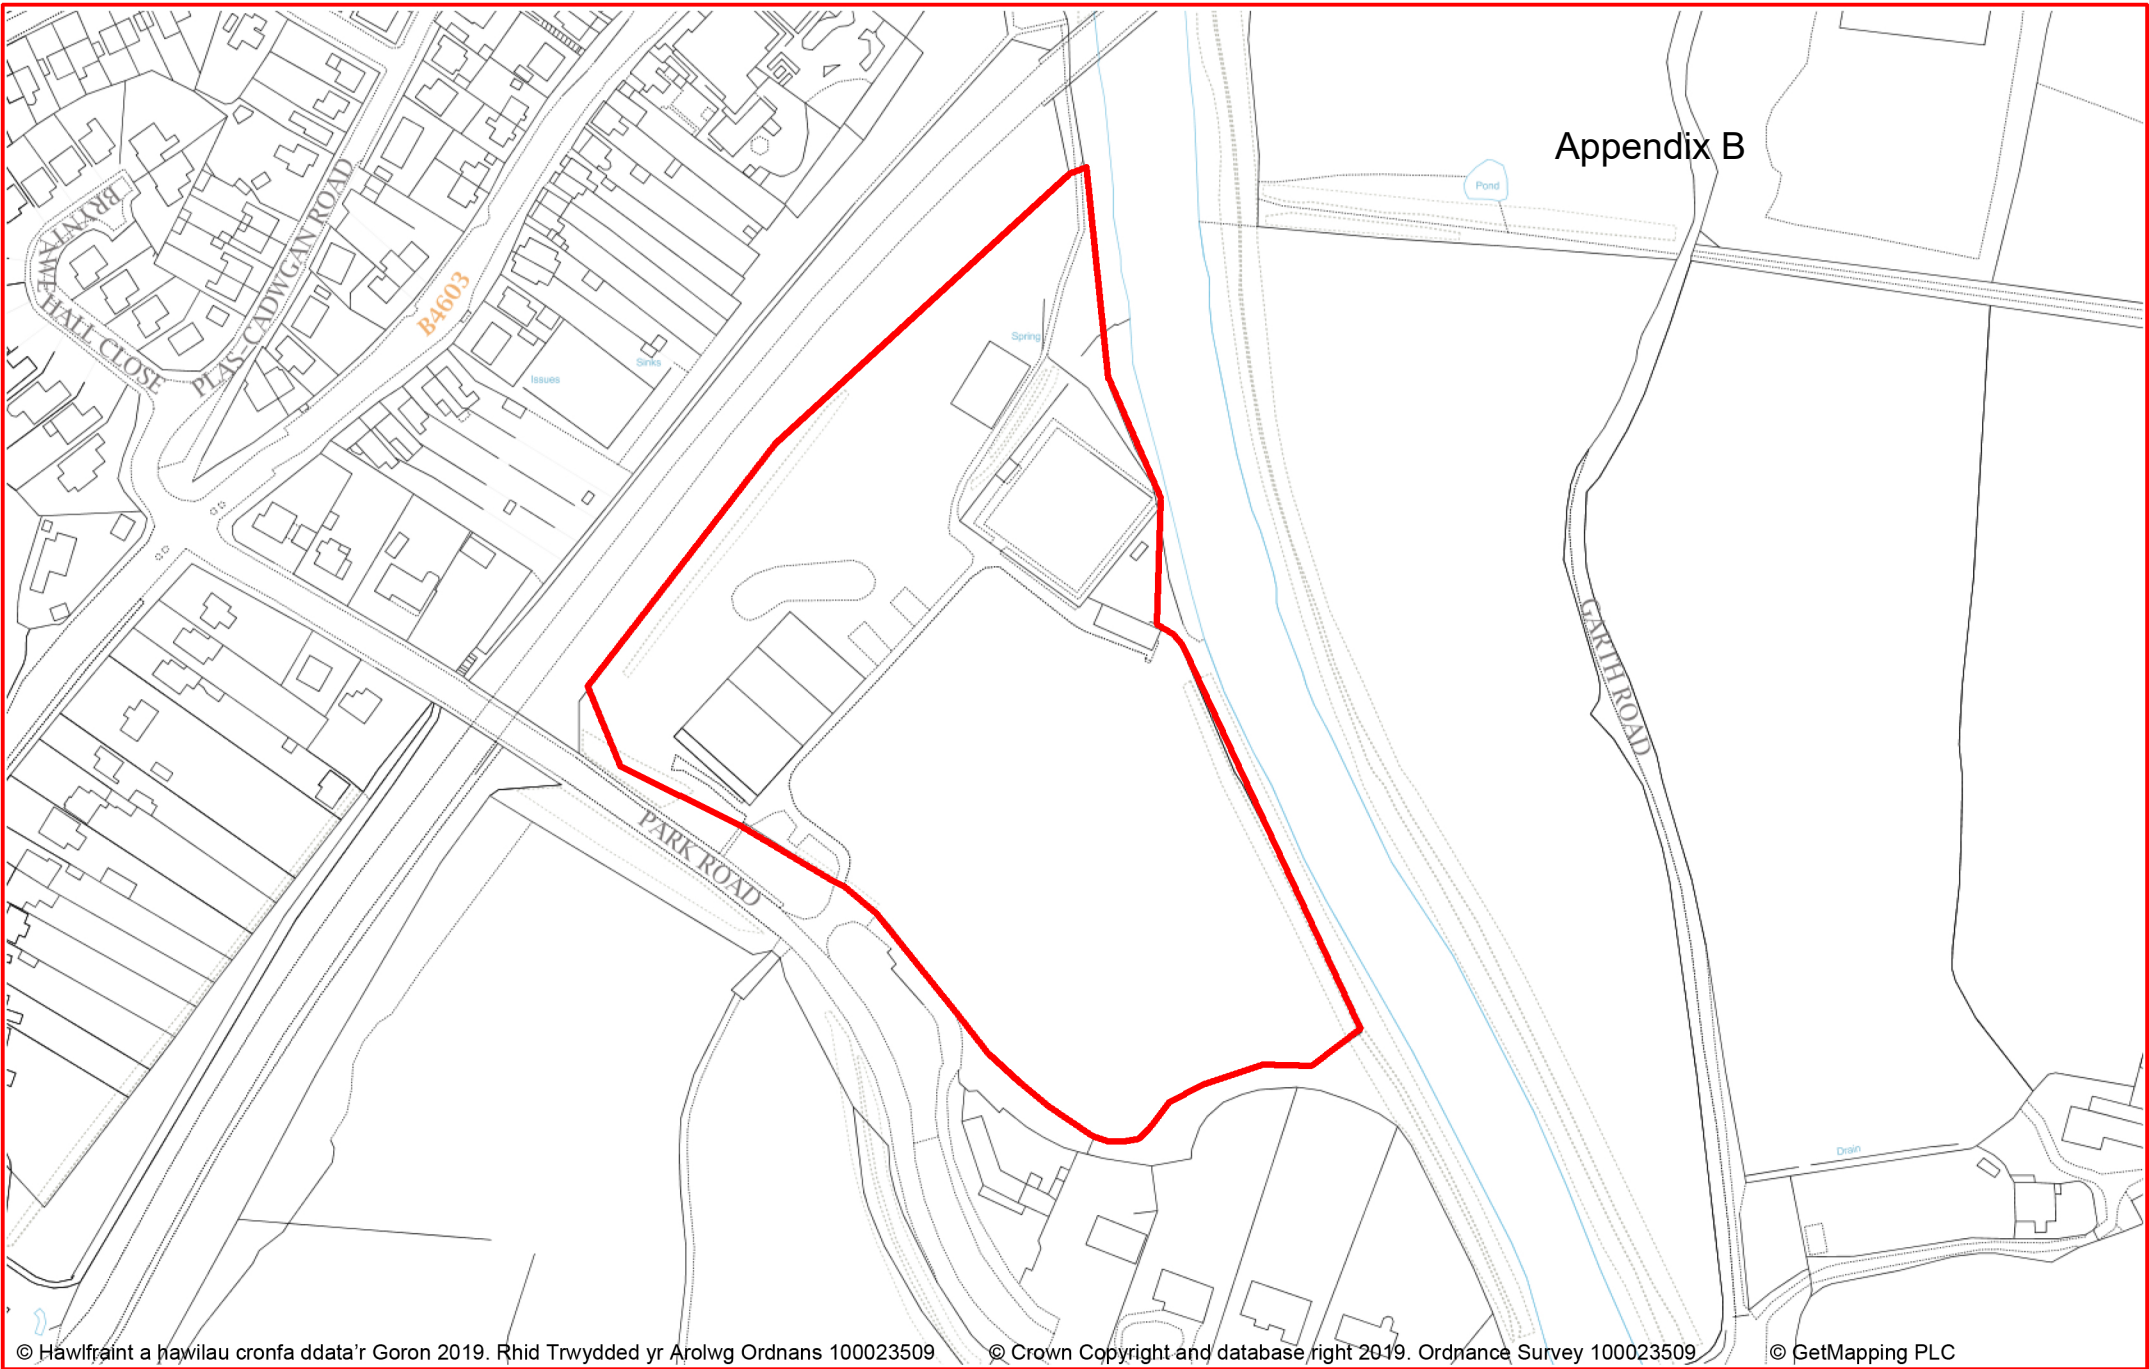 Appendix B
Pond
BRYNTAWE
HALL CLOSE
PLAS-CADWGAN ROAD
B4603
Spring
Sinks
Issues
GARTH ROAD
PARK ROAD
Drain
© Hawlfraint a hawilau cronfa ddata’r Goron 2019. Rhid Trwydded yr Arolwg Ordnans 100023509
© Crown Copyright and database right 2019. Ordnance Survey 100023509
© GetMapping PLC